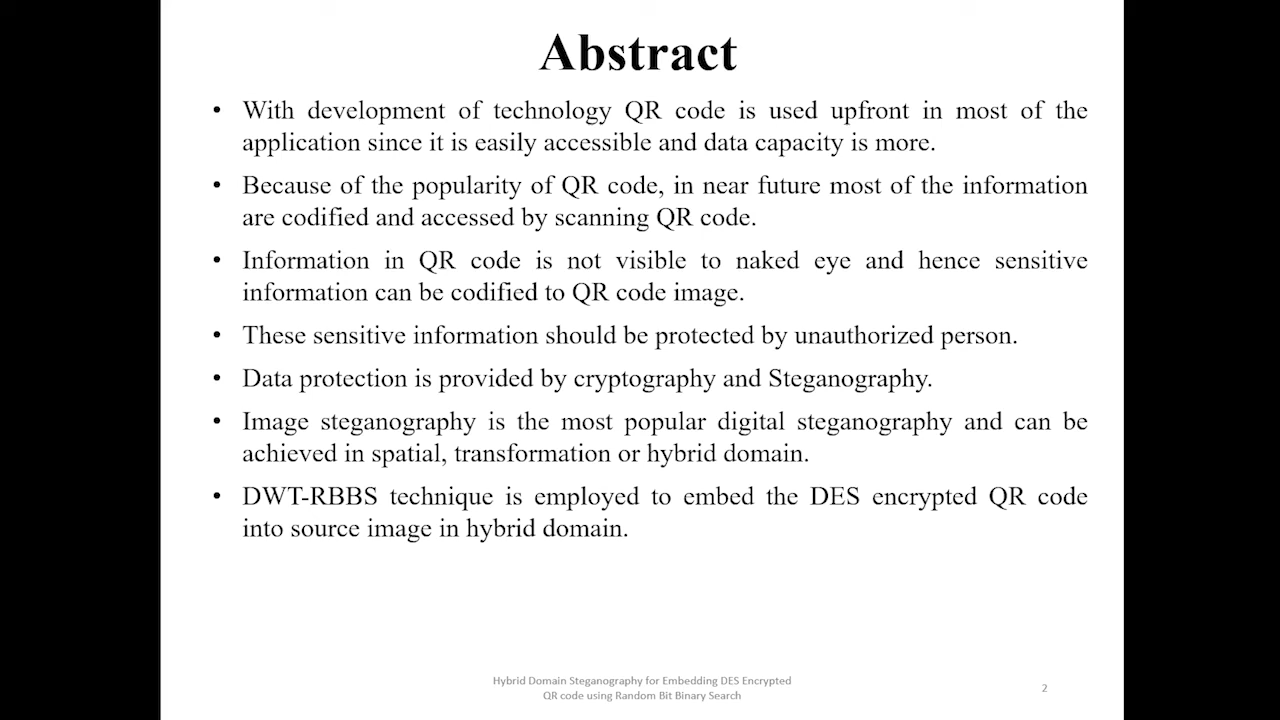 Abstract
• With development of technology QR code is used upfront in most of the
application since it is easily accessible and data capacity is more.
• Because of the popularity of QR code, in near future most of the information
are codified and accessed by scanning QR code.
• Information in QR code is not visible to naked eye and hence sensitive
information can be codified to QR code image.
• These sensitive information should be protected by unauthorized person.
• Data protection is provided by cryptography and Steganography.
• Image steganography is the most popular digital steganography and can be
achieved in spatial, transformation or hybrid domain.
• DWT-RBBS technique is employed to embed the DES encrypted QR code
into source image in hybrid domain.
Hybrid Domain Steganography for Embedding DES Encrypted
QR code using Random Bit Binary Search
2